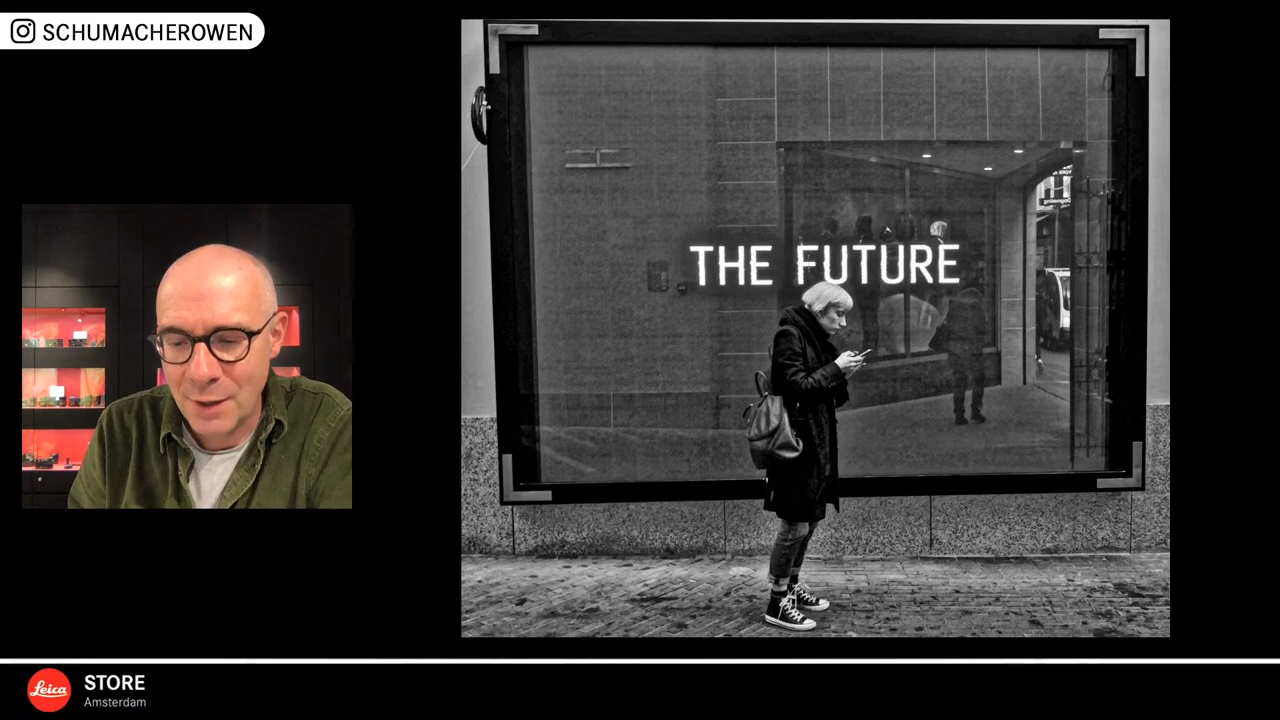 SCHUMACHEROWEN
THE FUTURE
Leica
STORE
Amsterdam